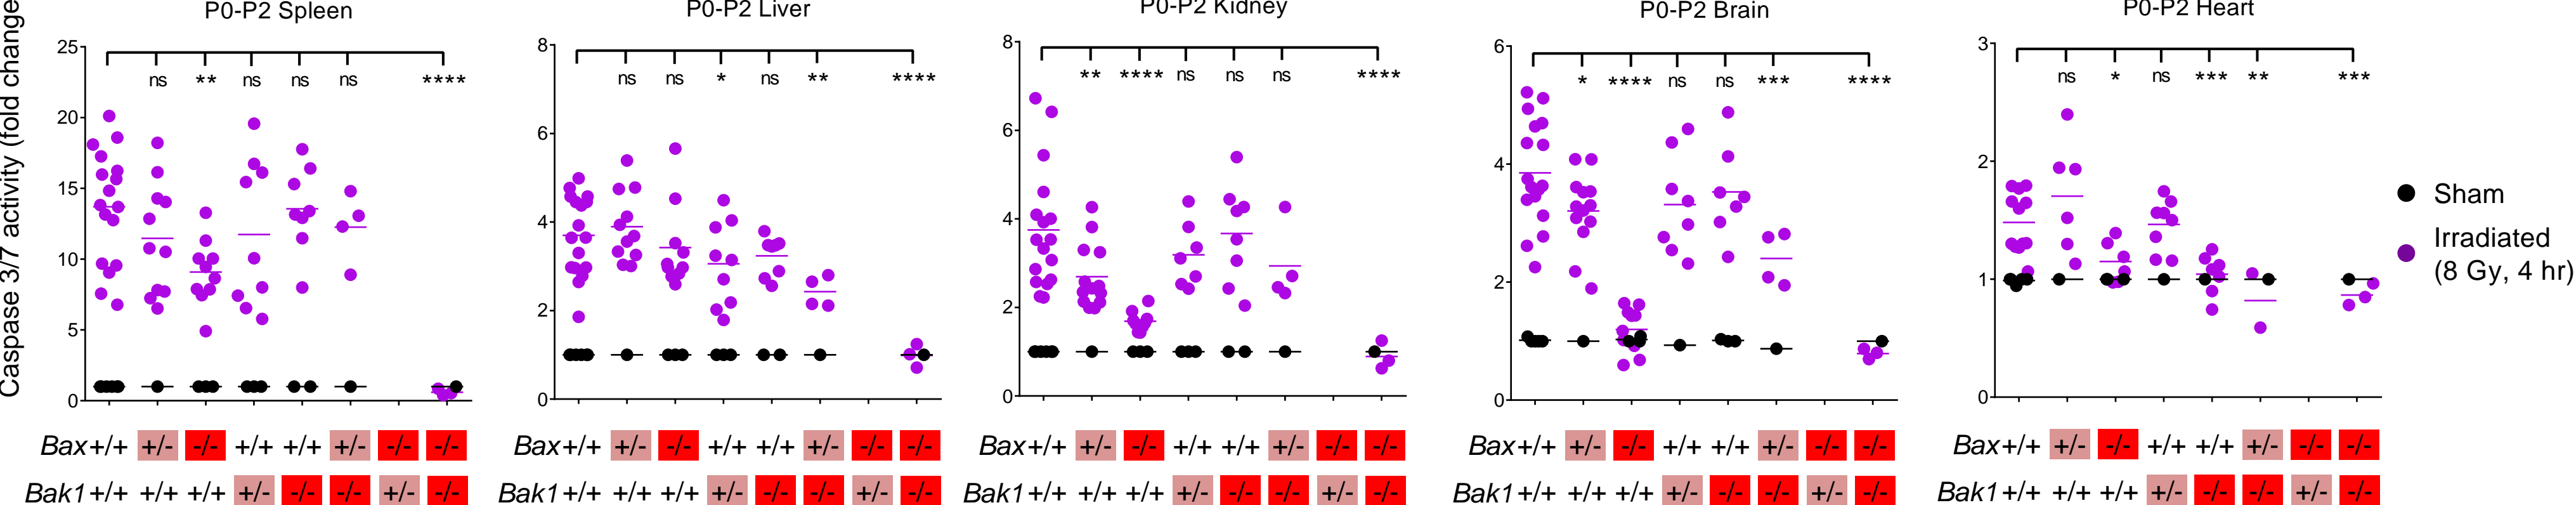 Caspase 3/7 activity (fold change
P0-P2 Spleen
25
20
15
10
5
0
ns ** ns ns ns ****
Bax +/+ +/- -/- +/+ +/+ +/- -/- -/-
Bak1 +/+ +/+ +/+ +/- -/- -/- +/- -/-
P0-P2 Liver
8
6
4
2
0
ns ns * ns ** ****
Bax +/+ +/- -/- +/+ +/+ +/- -/- -/-
Bak1 +/+ +/+ +/+ +/- -/- -/- +/- -/-
P0-P2 Kidney
8
6
4
2
0
** **** ns ns ns ****
Bax +/+ +/- -/- +/+ +/+ +/- -/- -/-
Bak1 +/+ +/+ +/+ +/- -/- -/- +/- -/-
P0-P2 Brain
6
4
2
0
* **** ns ns *** ****
Bax +/+ +/- -/- +/+ +/+ +/- -/- -/-
Bak1 +/+ +/+ +/+ +/- -/- -/- +/- -/-
P0-P2 Heart
3
2
1
0
ns * ns *** ** ***
Bax +/+ +/- -/- +/+ +/+ +/- -/- -/-
Bak1 +/+ +/+ +/+ +/- -/- -/- +/- -/-
Sham
Irradiated
(8 Gy, 4 hr)